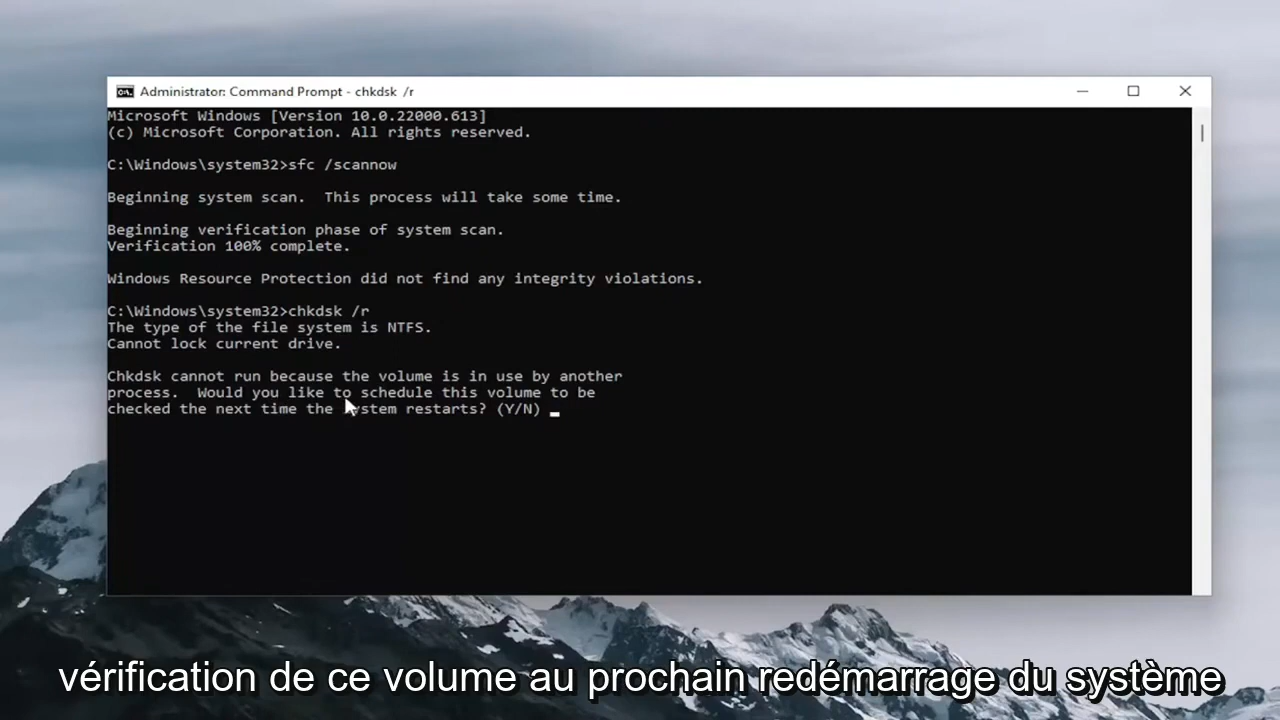 Administrator: Command Prompt - chkdsk /r
Microsoft Windows [Version 10.0.22000.613]
(c) Microsoft Corporation. All rights reserved.
C:\Windows\system32>sfc /scannow
Beginning system scan.  This process will take some time.
Beginning verification phase of system scan.
Verification 100% complete.
Windows Resource Protection did not find any integrity violations.
C:\Windows\system32>chkdsk /r
The type of the file system is NTFS.
Cannot lock current drive.
Chkdsk cannot run because the volume is in use by another
process.  Would you like to schedule this volume to be
checked the next time the system restarts? (Y/N)
vérification de ce volume au prochain redémarrage du système